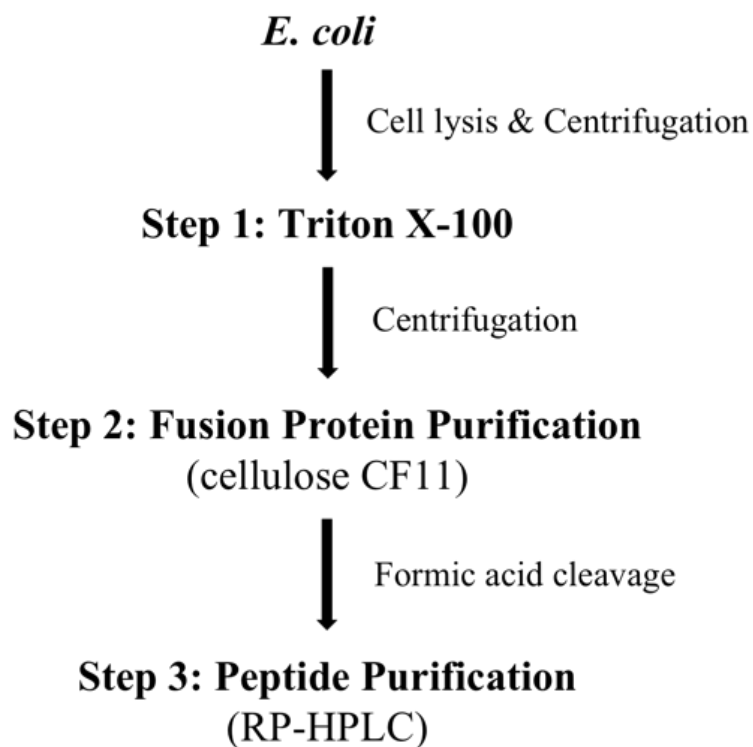 E. coli
Cell lysis & Centrifugation
Step 1: Triton X-100
Centrifugation
Step 2: Fusion Protein Purification
(cellulose CF11)
Formic acid cleavage
Step 3: Peptide Purification
(RP-HPLC)